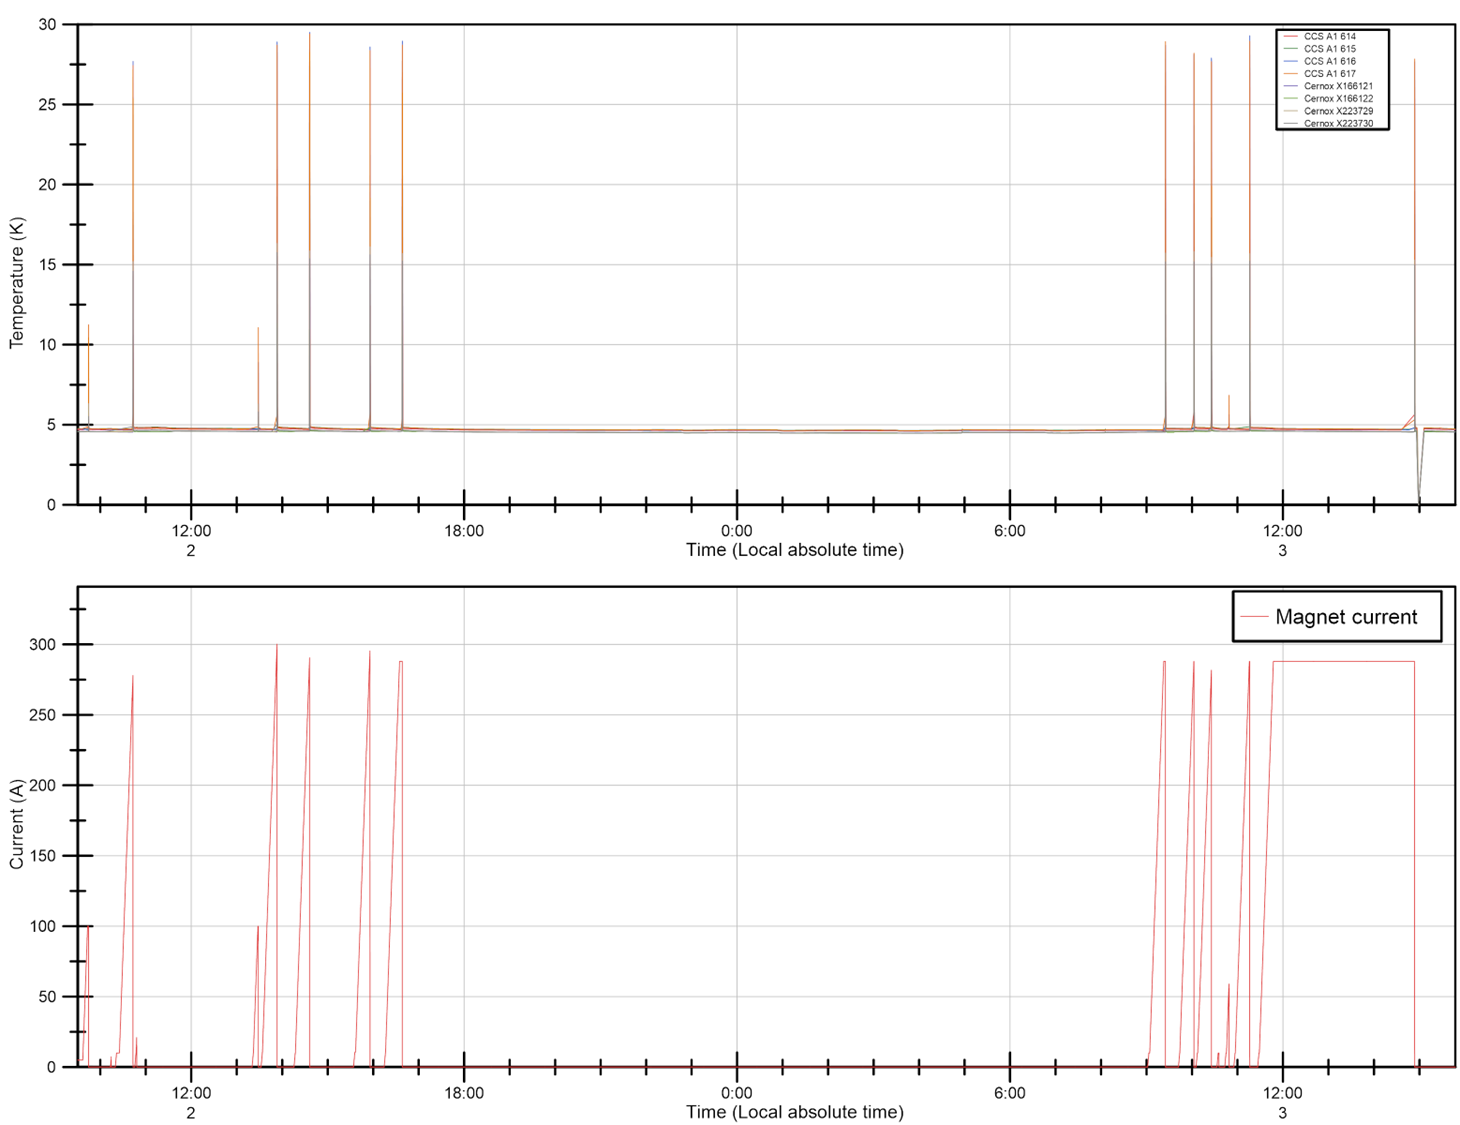 30
25
20
15
10
5
0
Temperature (K)
CCS A1 614
CCS A1 615
CCS A1 616
CCS A1 617
Cernox X166121
Cernox X166122
Cernox X223729
Cernox X223730
12:00 18:00 0:00 6:00 12:00
2 3
Time (Local absolute time)
300
250
200
150
100
50
0
Current (A)
Magnet current
12:00 18:00 0:00 6:00 12:00
2 3
Time (Local absolute time)